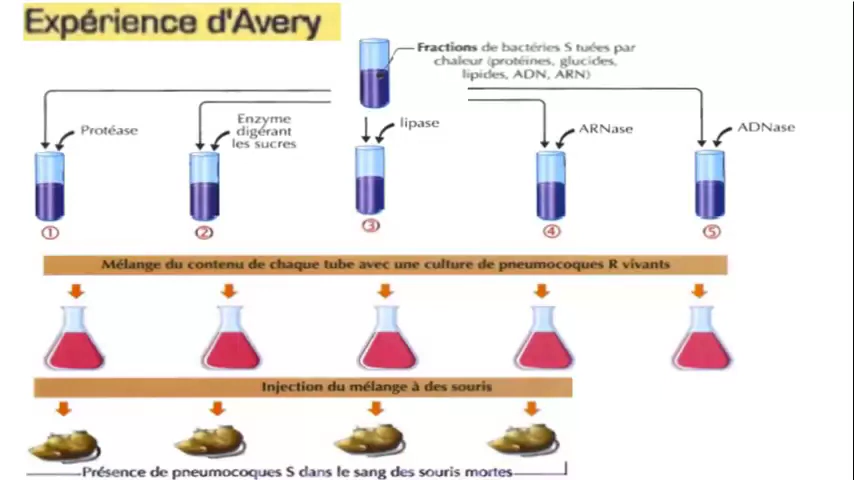 Expérience d'Avery
Fractions de bactéries S tuées par
chaleur (protéines, glucides,
lipides, ADN, ARN)
Protéase
Enzyme
digérant
les sucres
lipase
ARNase
ADNase
① ② ③ ④ ⑤
Mélange du contenu de chaque tube avec une culture de pneumocoques R vivants
Injection du mélange à des souris
Présence de pneumocoques S dans le sang des souris mortes